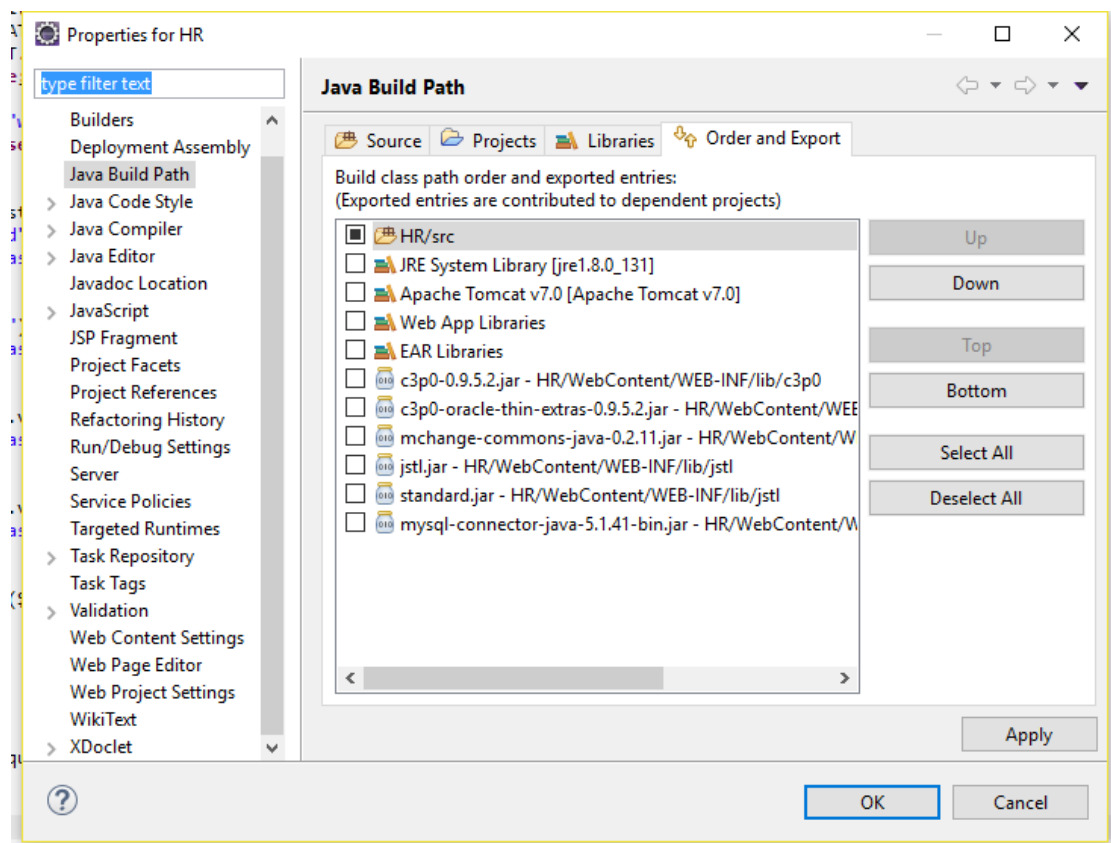 Properties for HR
type filter text
Builders
Deployment Assembly
Java Build Path
Java Code Style
Java Compiler
Java Editor
Javadoc Location
JavaScript
JSP Fragment
Project Facets
Project References
Refactoring History
Run/Debug Settings
Server
Service Policies
Targeted Runtimes
Task Repository
Task Tags
Validation
Web Content Settings
Web Page Editor
Web Project Settings
WikiText
XDoclet
Java Build Path
Source Projects Libraries Order and Export
Build class path order and exported entries:
(Exported entries are contributed to dependent projects)
HR/src
JRE System Library [jre1.8.0_131]
Apache Tomcat v7.0 [Apache Tomcat v7.0]
Web App Libraries
EAR Libraries
c3p0-0.9.5.2.jar - HR/WebContent/WEB-INF/lib/c3p0
c3p0-oracle-thin-extras-0.9.5.2.jar - HR/WebContent/WEE
mchange-commons-java-0.2.11.jar - HR/WebContent/W
jstl.jar - HR/WebContent/WEB-INF/lib/jstl
standard.jar - HR/WebContent/WEB-INF/lib/jstl
mysql-connector-java-5.1.41-bin.jar - HR/WebContent/W
Up
Down
Top
Bottom
Select All
Deselect All
Apply
OK
Cancel